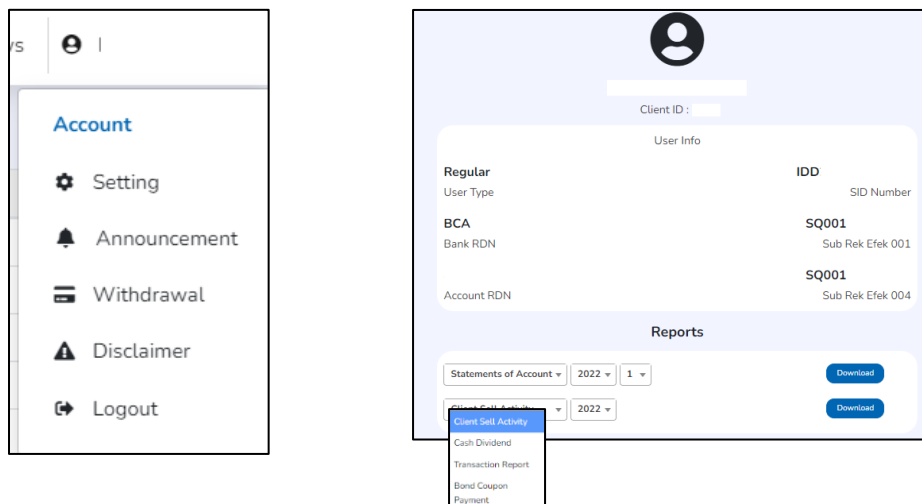 Account
Setting
Announcement
Withdrawal
Disclaimer
Logout
Client ID :
User Info
Regular IDD
User Type SID Number
BCA SQ001
Bank RDN Sub Rek Efek 001
SQ001
Account RDN Sub Rek Efek 004
Reports
Statements of Account 2022 1 Download
Client Sell Activity 2022 Download
Client Sell Activity
Cash Dividend
Transaction Report
Bond Coupon
Payment